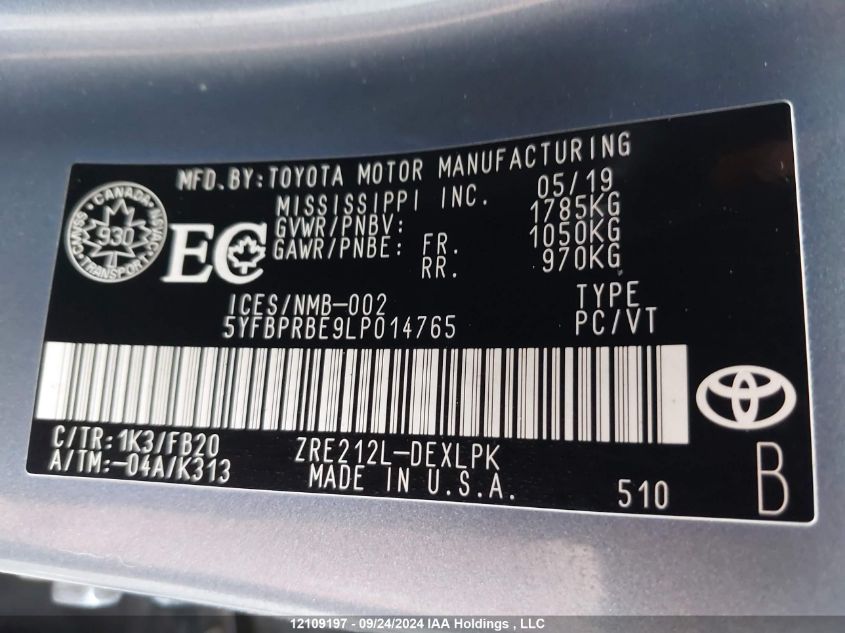 MFD.BY:TOYOTA MOTOR MANUFACTURING
MISSISSIPPI INC. 05/19
GVWR/PNBV: 1785KG
GAWR/PNBE: FR. 1050KG
RR. 970KG
CANADA
930
TRANSPORT
EC
ICES/NMB-002 TYPE
5YFBPRBE9LP014765 PC/VT
C/TR:1K3/FB20 ZRE212L-DEXLPK
A/TM:-04A/K313 MADE IN U.S.A. 510 B
12109197 - 09/24/2024 IAA Holdings , LLC